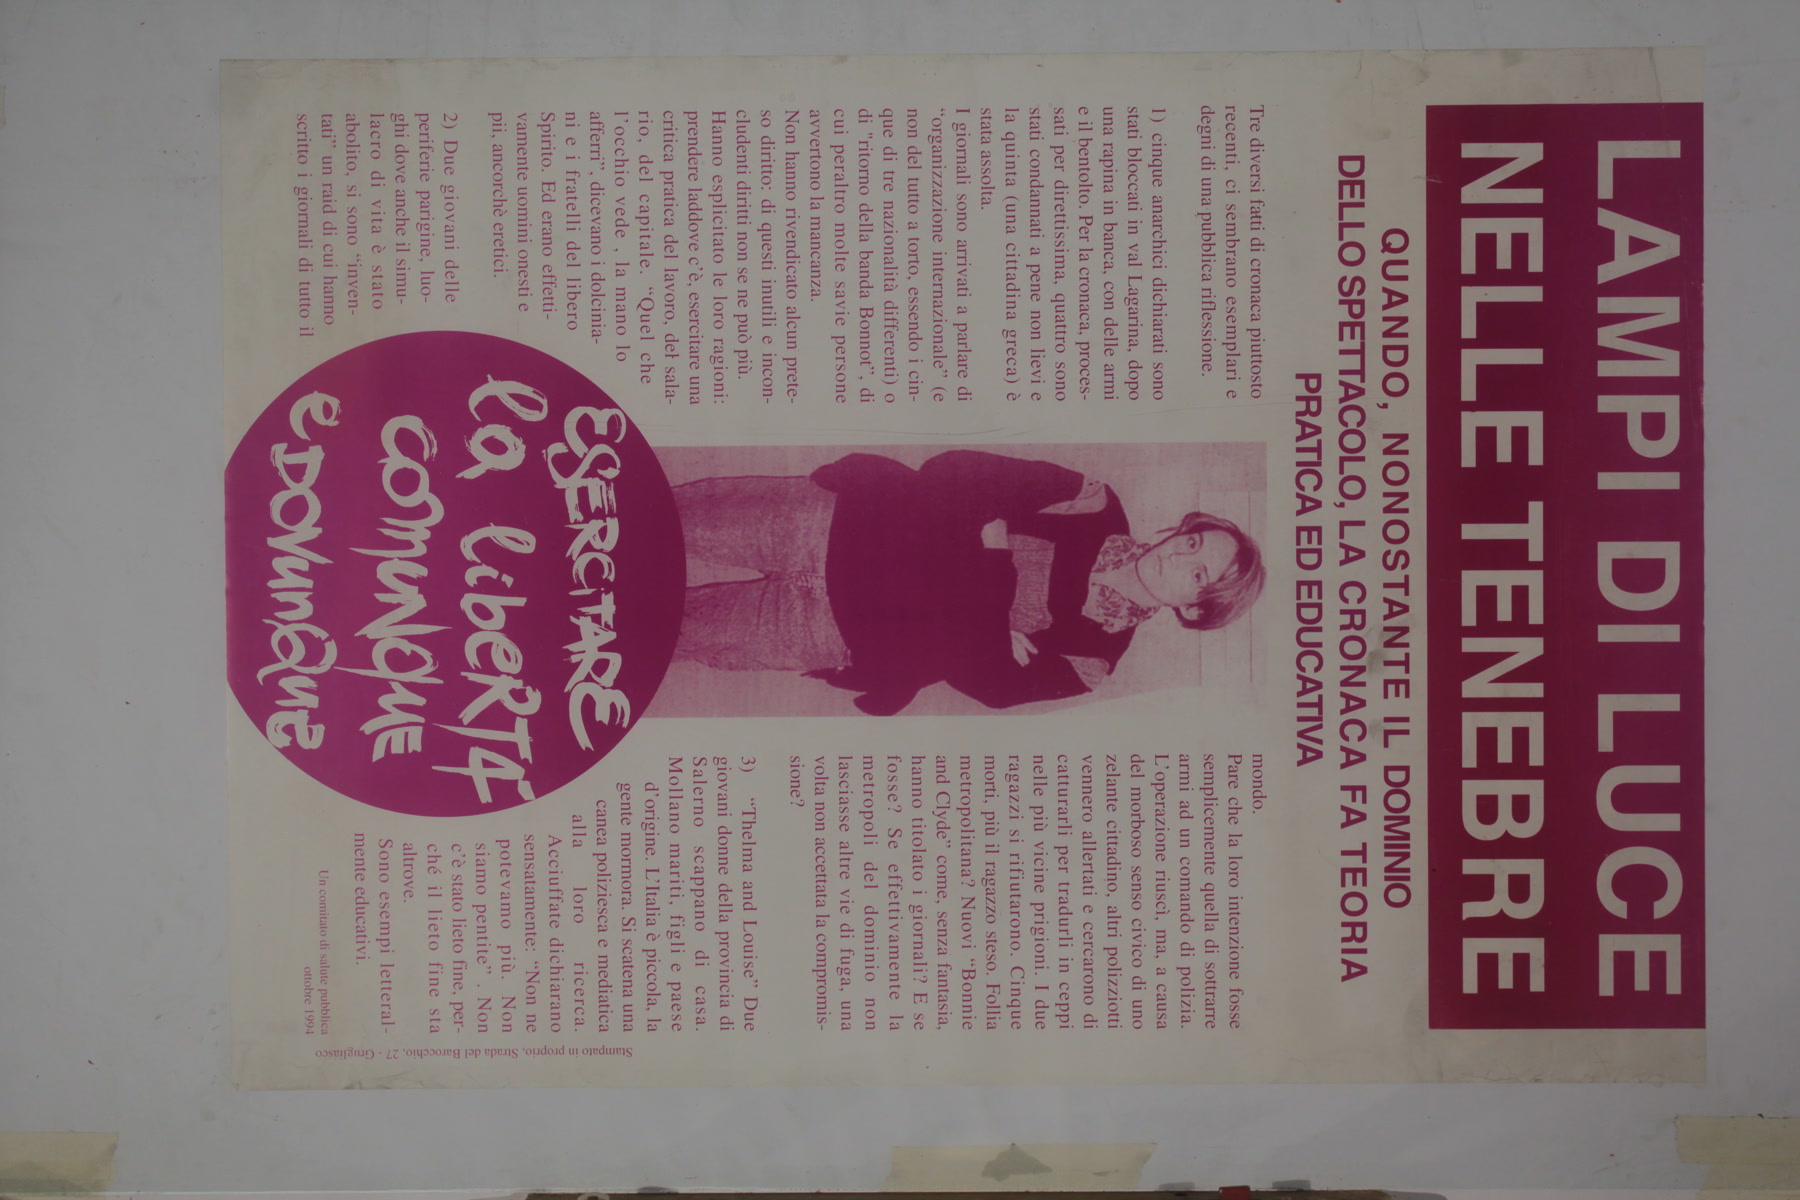 LAMPI DI LUCE
NELLE TENEBRE
QUANDO, NONOSTANTE IL DOMINIO
DELLO SPETTACOLO, LA CRONACA FA TEORIA
PRATICA ED EDUCATIVA
Tre diversi fati di cronaca piuttosto
recenti, ci sembrano esemplari e
degni di una pubblica riflessione.
1) cinque anarchici dichiarati sono
stati bloccati in val Lagarina, dopo
una rapina in banca, con delle armi
e il bentolto. Per la cronaca, proces-
sati per direttissima, quattro sono
stati condannati a pene non lievi e
la quinta (una cittadina greca) è
stata assolta.
I giornali sono arrivati a parlare di
“organizzazione internazionale” (e
non del tutto a torto, essendo i cin-
que di tre nazionalità differenti) o
di "ritorno della banda Bonnot”, di
cui peraltro molte savie persone
avvertono la mancanza.
Non hanno rivendicato alcun prete-
so diritto: di questi inutili e incon-
cludenti diritti non se ne può più.
Hanno esplicitato le loro ragioni:
prendere laddove c'è, esercitare una
critica pratica del lavoro, del sala-
rio, del capitale. “Quel che
l'occhio vede , la mano lo
afferri”, dicevano i dolcinia-
ni e i fratelli del libero
Spirito. Ed erano effetti-
vamente uomini onesti e
pii, ancorchè eretici.
2) Due giovani delle
periferie parigine, luo-
ghi dove anche il simu-
lacro di vita è stato
abolito, si sono “inven-
tati” un raid di cui hanno
scritto i giornali di tutto il
mondo.
Pare che la loro intenzione fosse
semplicemente quella di sottrarre
armi ad un comando di polizia.
L'operazione riuscì, ma, a causa
del morboso senso civico di uno
zelante cittadino, altri polizziotti
vennero allertati e cercarono di
catturarli per tradurli in ceppi
nelle più vicine prigioni. I due
ragazzi si rifiutarono. Cinque
morti, più il ragazzo steso. Follia
metropolitana? Nuovi “Bonnie
and Clyde” come, senza fantasia,
hanno titolato i giornali? E se
fosse? Se effettivamente la
metropoli del dominio non
lasciasse altre vie di fuga, una
volta non accettata la compromis-
sione?
3) “Thelma and Louise” Due
giovani donne della provincia di
Salerno scappano di casa.
Mollano mariti, figli e paese
d'origine. L'Italia è piccola, la
gente mormora. Si scatena una
canea poliziesca e mediatica
alla loro ricerca.
Acciuffate dichiarano
sensatamente: “Non ne
potevamo più. Non
siamo pentite” . Non
c'è stato lieto fine, per-
ché il lieto fine sta
altrove.
Sono esempi letteral-
mente educativi.
Un comitato di salute pubblica
ottobre 1994
ESERCITARE
la libERTÀ
COMUNQUE
e DOVUNQUE
Stampato in proprio, Strada del Barocchio, 27 - Grugliasco